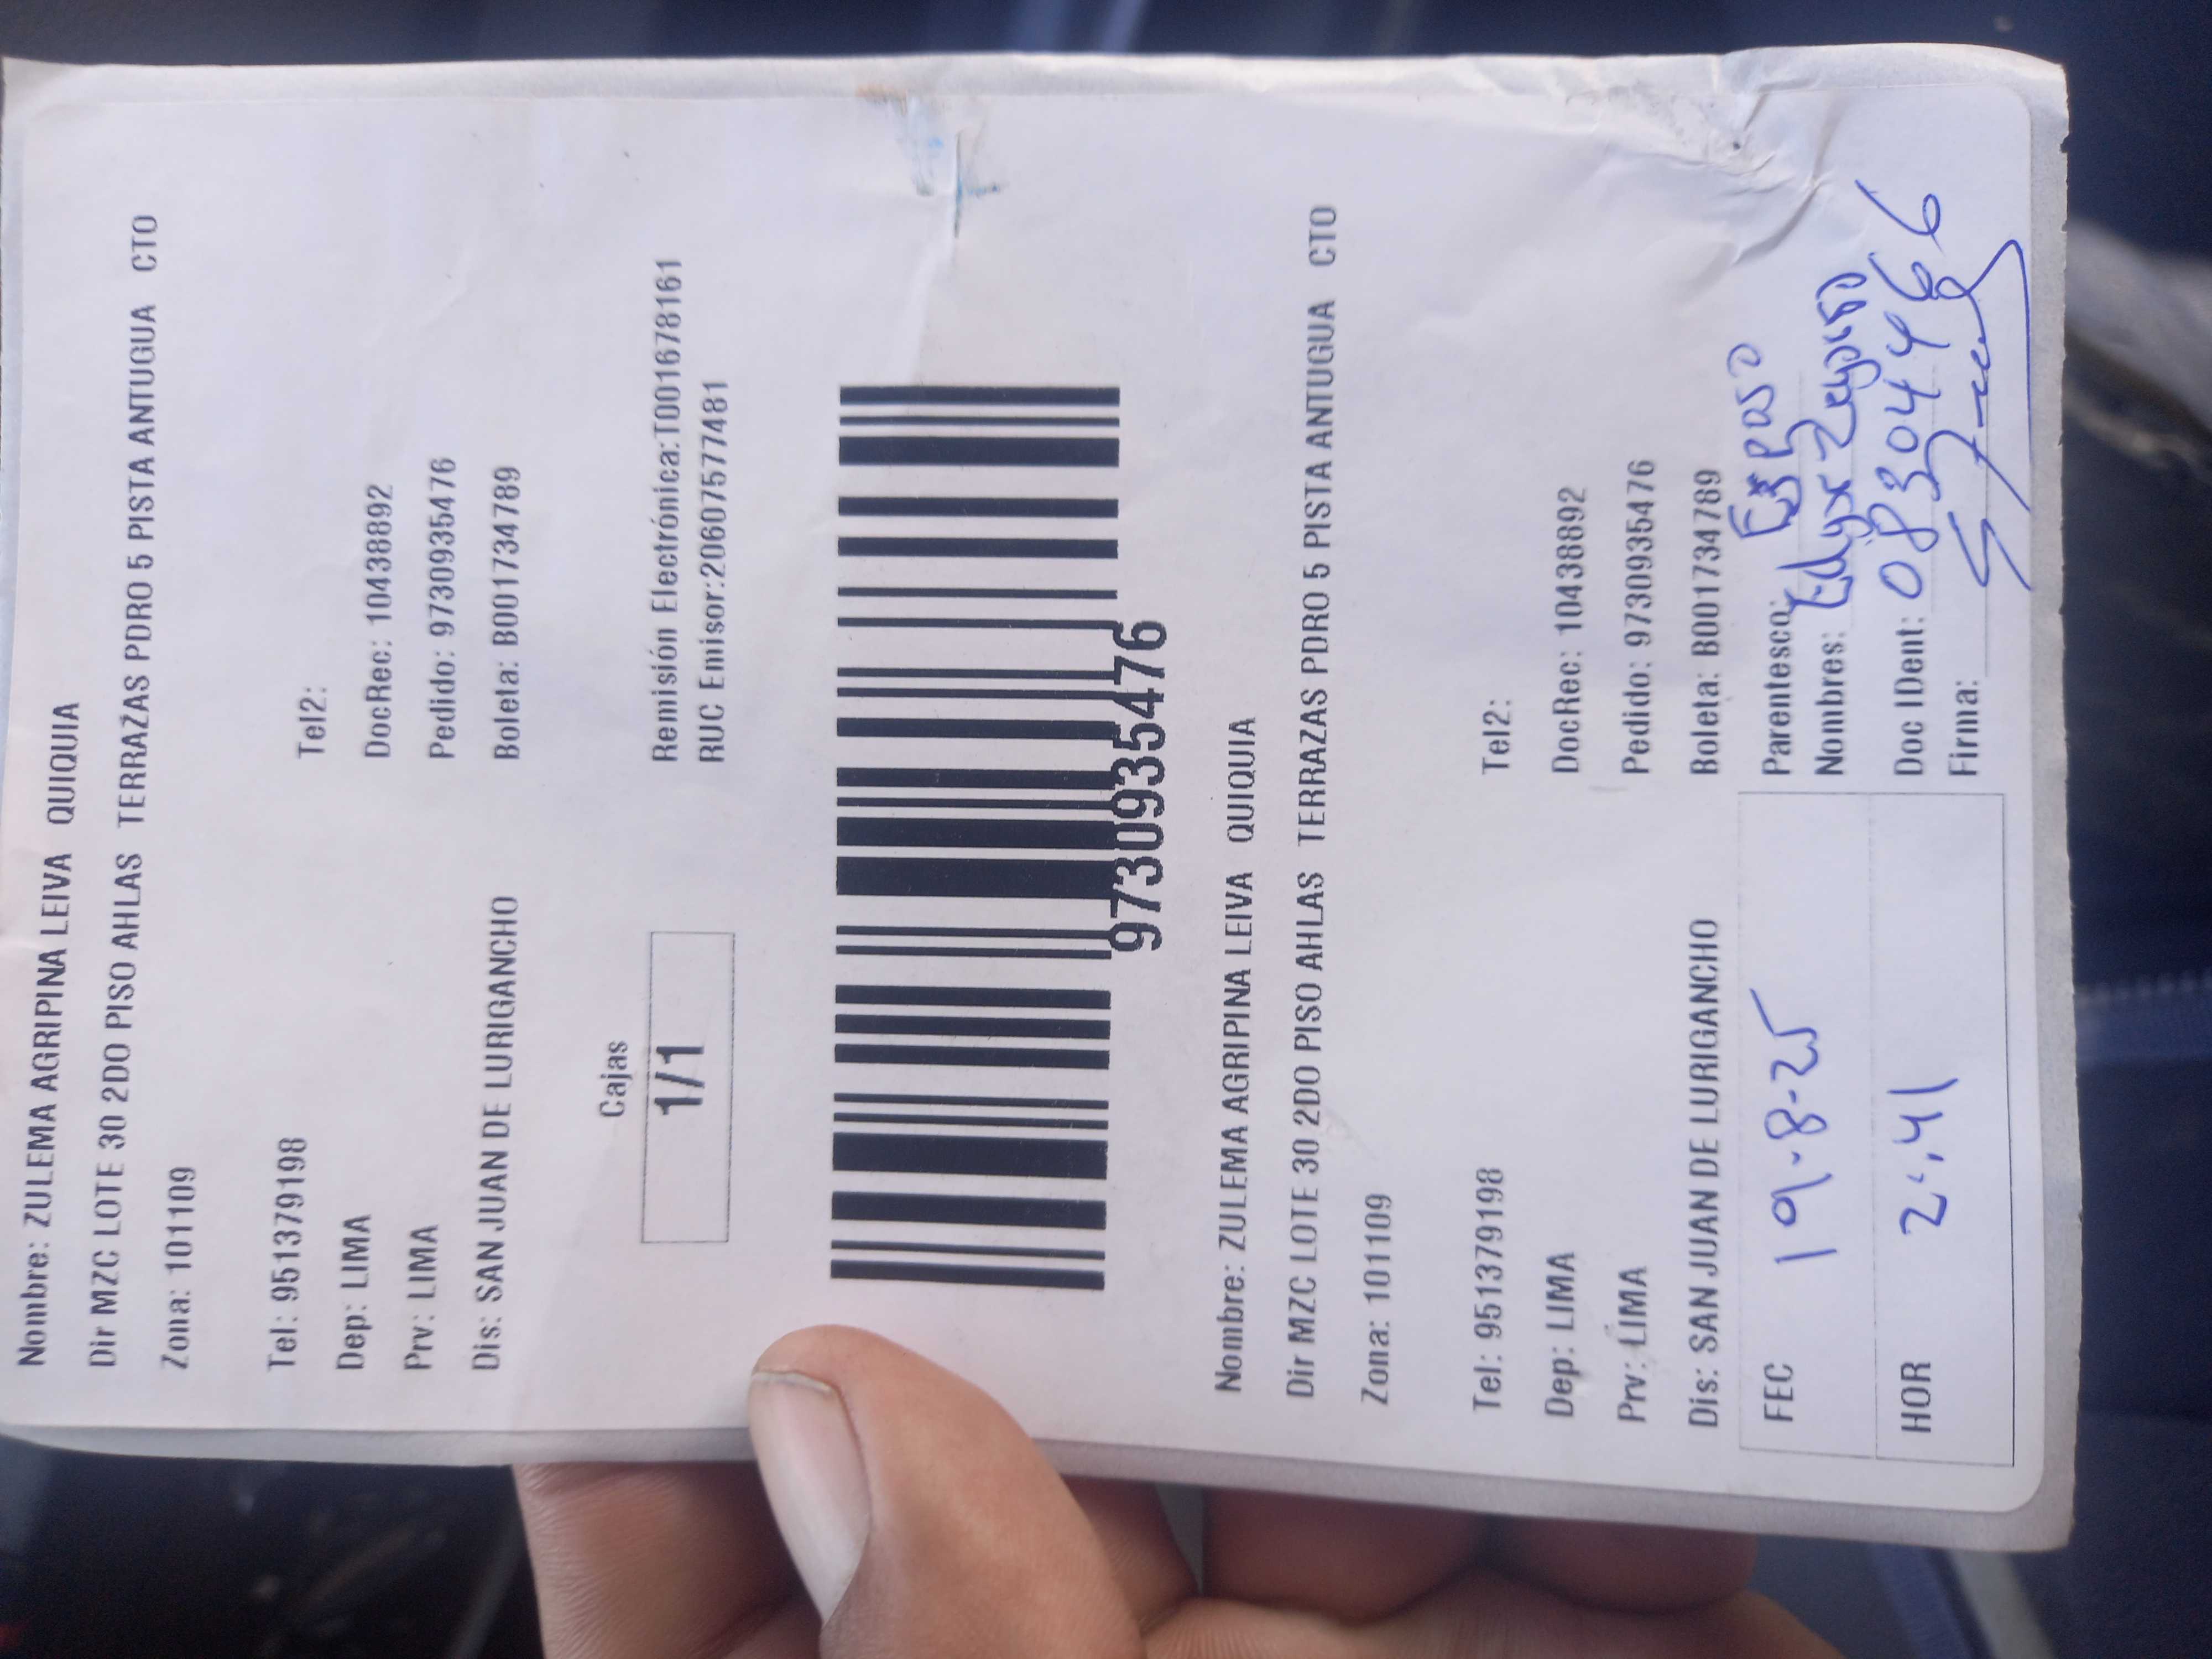 Nombre: ZULEMA AGRIPINA LEIVA QUIQUIA
Dir MZC LOTE 30 2DO PISO AHLAS TERRAZAS PDRO 5 PISTA ANTUGUA CTO
Zona: 101109
Tel: 951379198 Tel2:
Dep: LIMA DocRec: 10438892
Prv: LIMA Pedido: 9730935476
Dis: SAN JUAN DE LURIGANCHO Boleta: B001734789
Cajas
1/1
Remisión Electrónica:T001678161
RUC Emisor:20607577481
9730935476
Nombre: ZULEMA AGRIPINA LEIVA QUIQUIA
Dir MZC LOTE 30 2DO PISO AHLAS TERRAZAS PDRO 5 PISTA ANTUGUA CTO
Zona: 101109
Tel: 951379198 Tel2:
Dep: LIMA DocRec: 10438892
Prv: LIMA Pedido: 9730935476
Dis: SAN JUAN DE LURIGANCHO Boleta: B001734789
FEC 19-8-25
HOR 2:41
Parentesco: Esposo
Nombres:
Doc IDent: 08304466
Firma: